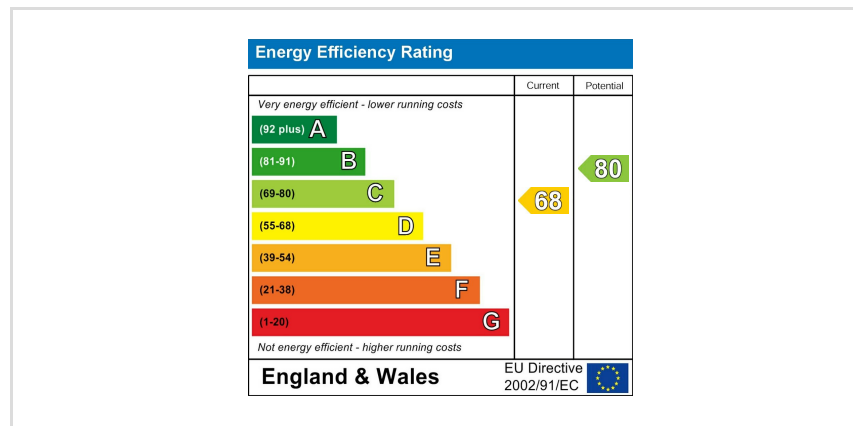 Energy Efficiency Rating
Current Potential
Very energy efficient - lower running costs
(92 plus) A
(81-91) B
80
(69-80) C
68
(55-68) D
(39-54) E
(21-38) F
(1-20) G
Not energy efficient - higher running costs
England & Wales
EU Directive
2002/91/EC